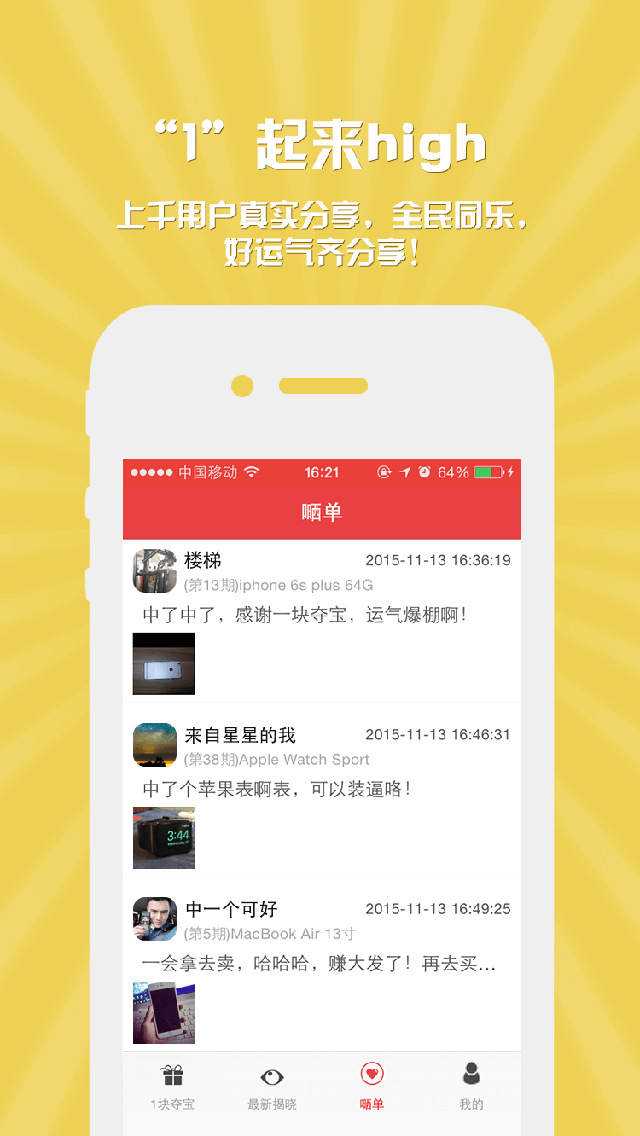 “1”起来high
上千用户真实分享，全民同乐，
好运气齐分享！
中国移动 16:21 64%
嗮单
楼梯 2015-11-13 16:36:19
(第13期)iphone 6s plus 64G
中了中了，感谢一块夺宝，运气爆棚啊！
来自星星的我 2015-11-13 16:46:31
(第38期)Apple Watch Sport
中了个苹果表啊表，可以装逼咯！
3:44
中一个可好 2015-11-13 16:49:25
(第5期)MacBook Air 13寸
一会拿去卖，哈哈哈，赚大发了！再去买...
1块夺宝 最新揭晓 嗮单 我的